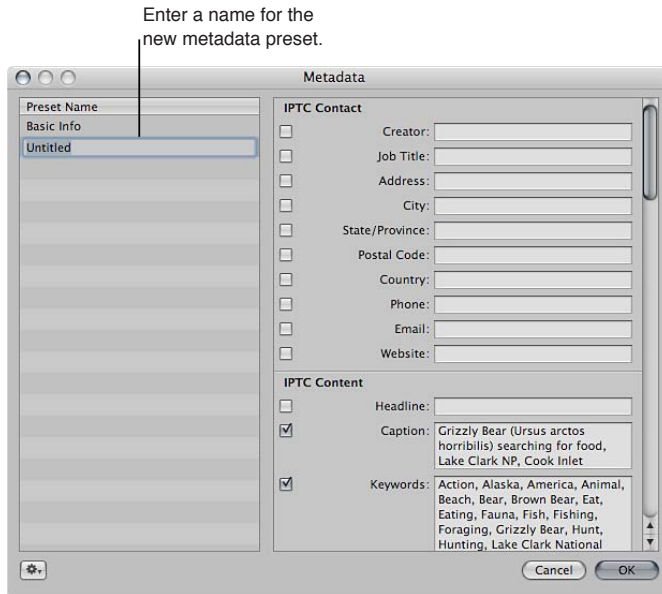 Enter a name for the
new metadata preset.
Metadata
Preset Name
Basic Info
Untitled
IPTC Contact
Creator:
Job Title:
Address:
City:
State/Province:
Postal Code:
Country:
Phone:
Email:
Website:
IPTC Content
Headline:
Caption: Grizzly Bear (Ursus arctos
horribilis) searching for food,
Lake Clark NP, Cook Inlet
Keywords: Action, Alaska, America, Animal,
Beach, Bear, Brown Bear, Eat,
Eating, Fauna, Fish, Fishing,
Foraging, Grizzly Bear, Hunt,
Hunting, Lake Clark National
Cancel OK